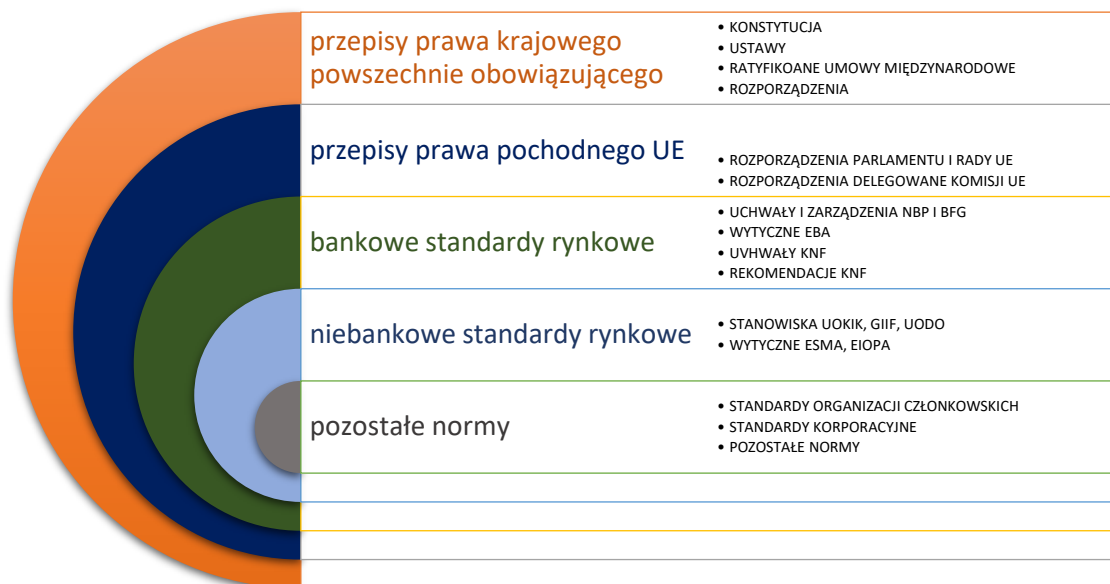 przepisy prawa krajowego
powszechnie obowiązującego
• KONSTYTUCJA
• USTAWY
• RATYFIKOANE UMOWY MIĘDZYNARODOWE
• ROZPORZĄDZENIA
przepisy prawa pochodnego UE
• ROZPORZĄDZENIA PARLAMENTU I RADY UE
• ROZPORZĄDZENIA DELEGOWANE KOMISJI UE
bankowe standardy rynkowe
• UCHWAŁY I ZARZĄDZENIA NBP I BFG
• WYTYCZNE EBA
• UVHWAŁY KNF
• REKOMENDACJE KNF
niebankowe standardy rynkowe
• STANOWISKA UOKIK, GIIF, UODO
• WYTYCZNE ESMA, EIOPA
pozostałe normy
• STANDARDY ORGANIZACJI CZŁONKOWSKICH
• STANDARDY KORPORACYJNE
• POZOSTAŁE NORMY